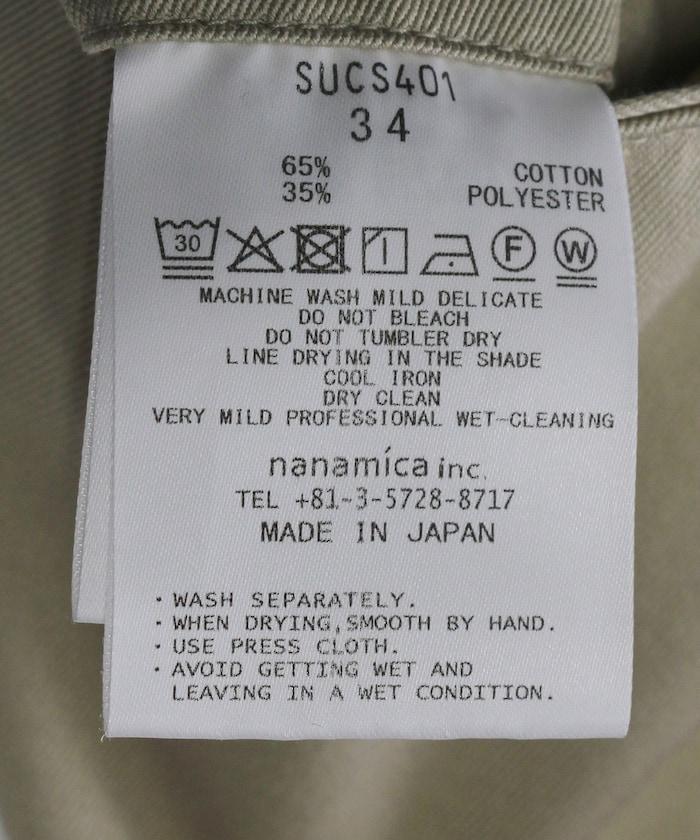 SUCS401
34
65% COTTON
35% POLYESTER
30 F W
MACHINE WASH MILD DELICATE
DO NOT BLEACH
DO NOT TUMBLER DRY
LINE DRYING IN THE SHADE
COOL IRON
DRY CLEAN
VERY MILD PROFESSIONAL WET-CLEANING
nanamica inc.
TEL +81-3-5728-8717
MADE IN JAPAN
・WASH SEPARATELY.
・WHEN DRYING,SMOOTH BY HAND.
・USE PRESS CLOTH.
・AVOID GETTING WET AND
LEAVING IN A WET CONDITION.